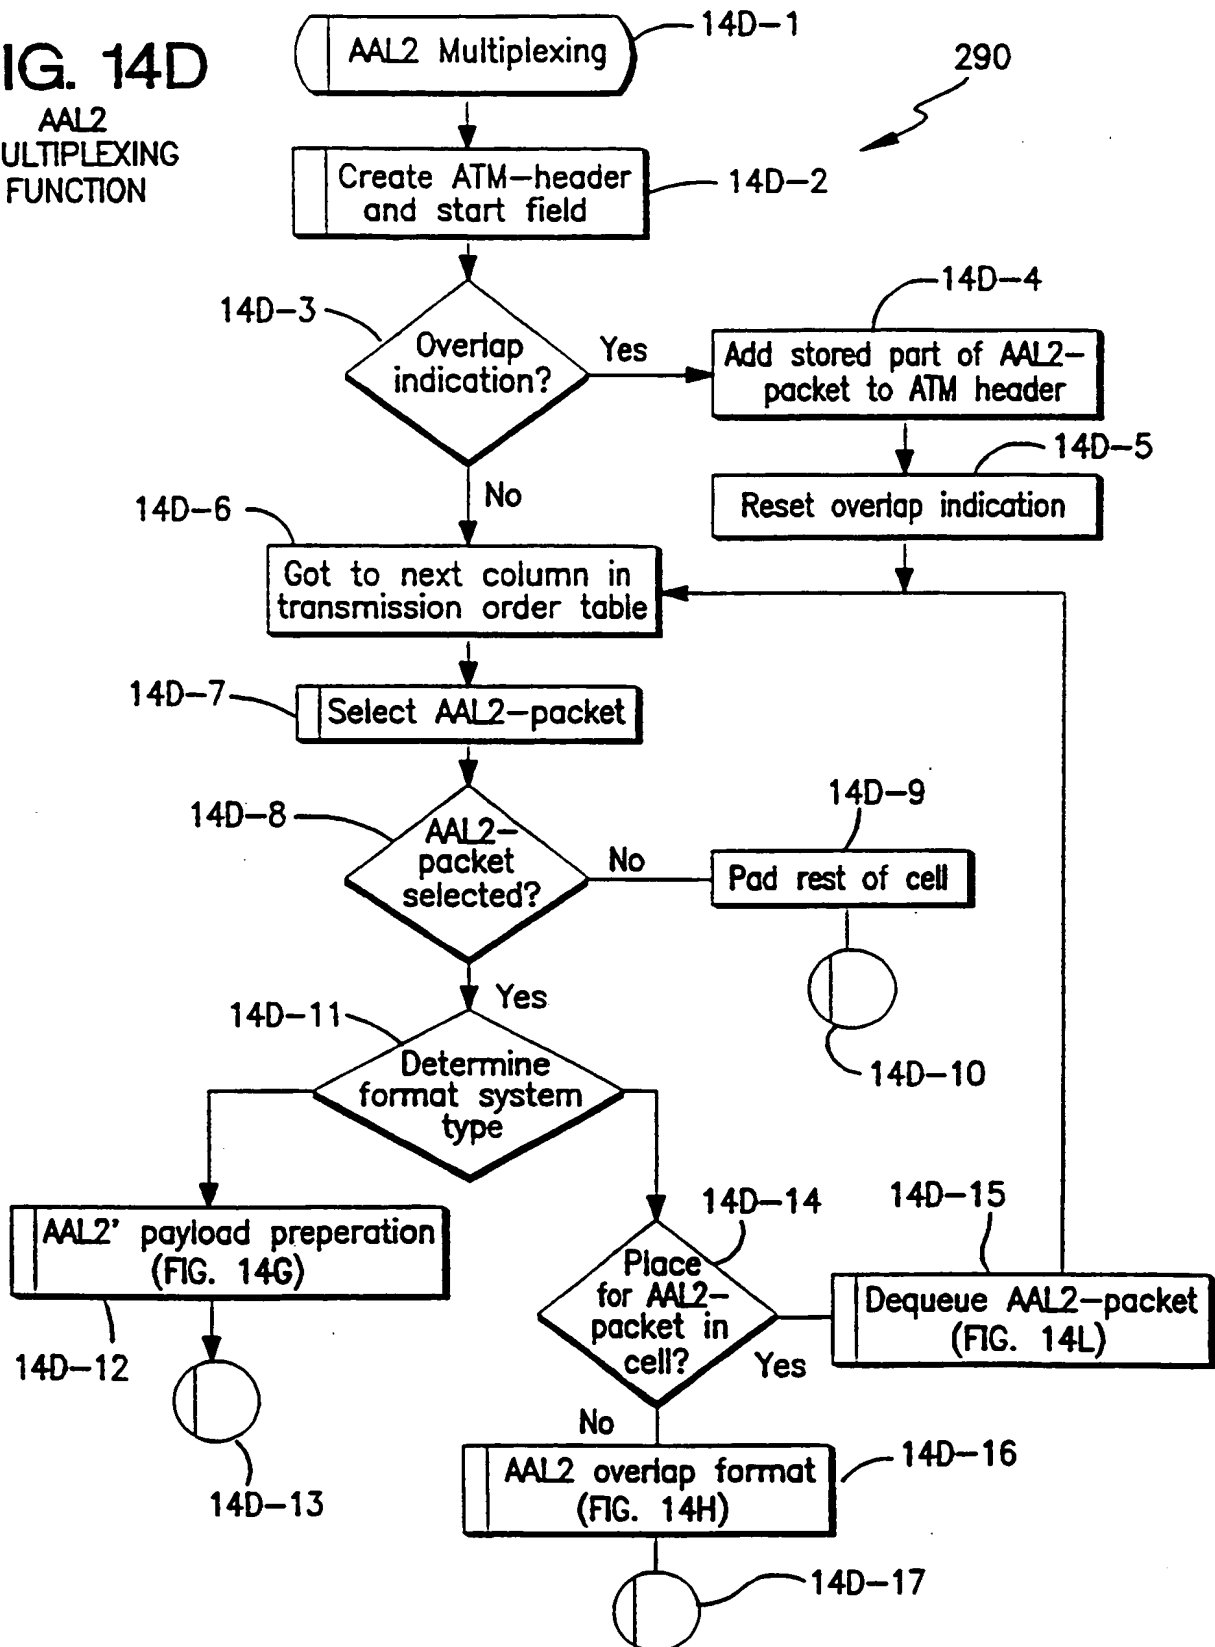 IG. 14D
AAL2
ULTIPLEXING
FUNCTION
AAL2 Multiplexing
14D-1
290
Create ATM-header
and start field
14D-2
14D-3
Overlap
indication?
Yes
14D-4
Add stored part of AAL2-
packet to ATM header
14D-5
Reset overlap indication
No
14D-6
Got to next column in
transmission order table
14D-7
Select AAL2-packet
14D-8
AAL2-
packet
selected?
No
14D-9
Pad rest of cell
14D-10
Yes
14D-11
Determine
format system
type
AAL2' payload preperation
(FIG. 14G)
14D-12
14D-13
14D-14
Place
for AAL2-
packet in
cell?
Yes
14D-15
Dequeue AAL2-packet
(FIG. 14L)
No
AAL2 overlap format
(FIG. 14H)
14D-16
14D-17